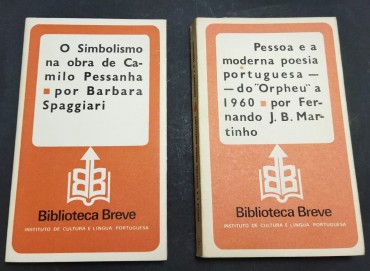 O Simbolismo
na obra de Ca-
milo Pessanha
■ por Barbara
Spaggiari
Biblioteca Breve
INSTITUTO DE CULTURA E LÍNGUA PORTUGUESA
Pessoa e a
moderna poesia
portuguesa —
— do "Orpheu" a
1960 ■ por Fer-
nando J. B. Mar-
tinho
Biblioteca Breve
INSTITUTO DE CULTURA E LÍNGUA PORTUGUESA